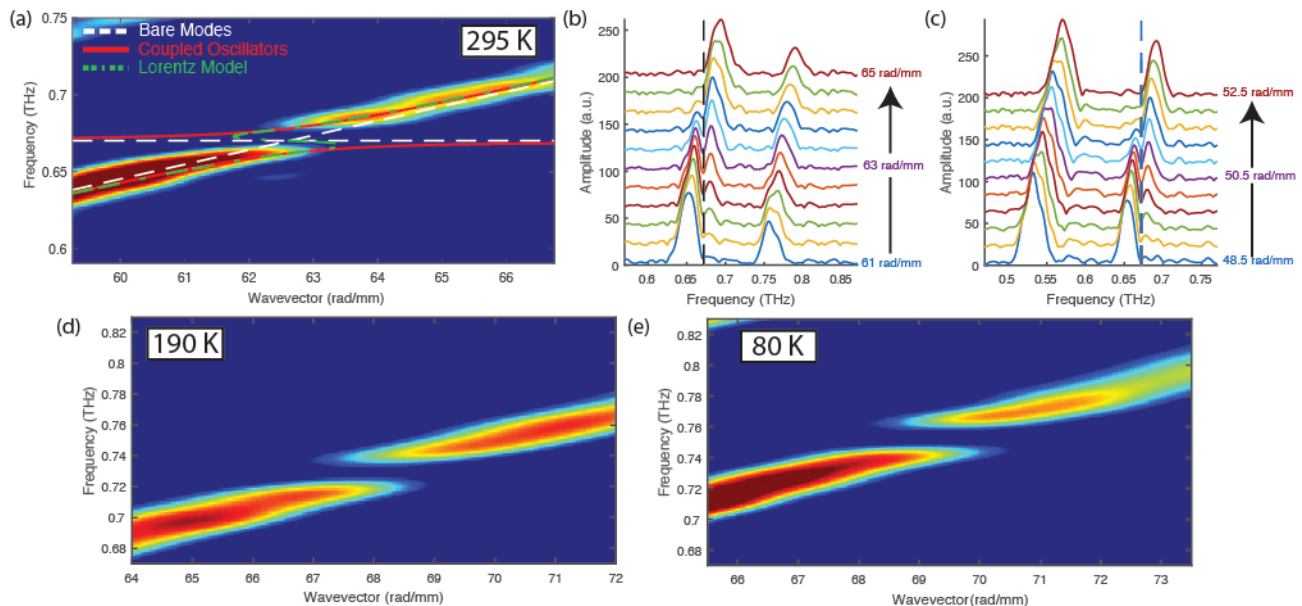 (a)
0.75
0.7
0.65
0.6
Frequency (THz)
Bare Modes
Coupled Oscillators
Lorentz Model
295 K
60 61 62 63 64 65 66
Wavevector (rad/mm)
(b)
250
200
150
100
50
0
Amplitude (a.u.)
65 rad/mm
63 rad/mm
61 rad/mm
0.6 0.65 0.7 0.75 0.8 0.85
Frequency (THz)
(c)
250
200
150
100
50
0
Amplitude (a.u.)
52.5 rad/mm
50.5 rad/mm
48.5 rad/mm
0.5 0.55 0.6 0.65 0.7 0.75
Frequency (THz)
(d)
190 K
0.82
0.8
0.78
0.76
0.74
0.72
0.7
0.68
Frequency (THz)
64 65 66 67 68 69 70 71 72
Wavevector (rad/mm)
(e)
80 K
0.82
0.8
0.78
0.76
0.74
0.72
0.7
0.68
Frequency (THz)
66 67 68 69 70 71 72 73
Wavevector(rad/mm)